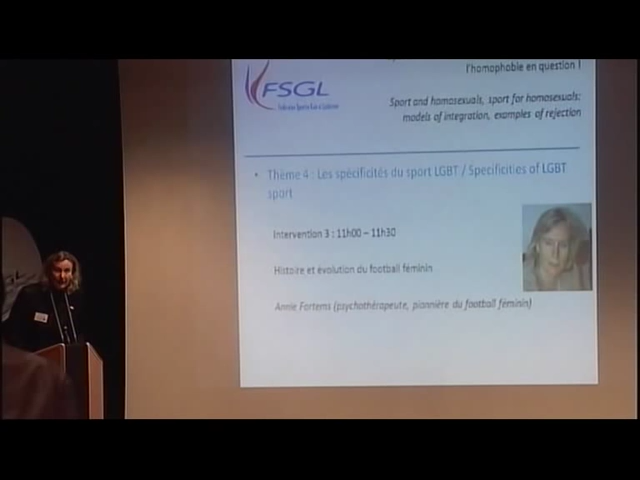 l'homophobie en question !
FSGL
Sport and homosexuals, sport for homosexuals:
models of integration, examples of rejection
• Thème 4 : Les spécificités du sport LGBT / Specificities of LGBT
sport
Intervention 3 : 11h00 – 11h30
Histoire et évolution du football féminin
Annie Fortems (psychothérapeute, pionnière du football féminin)